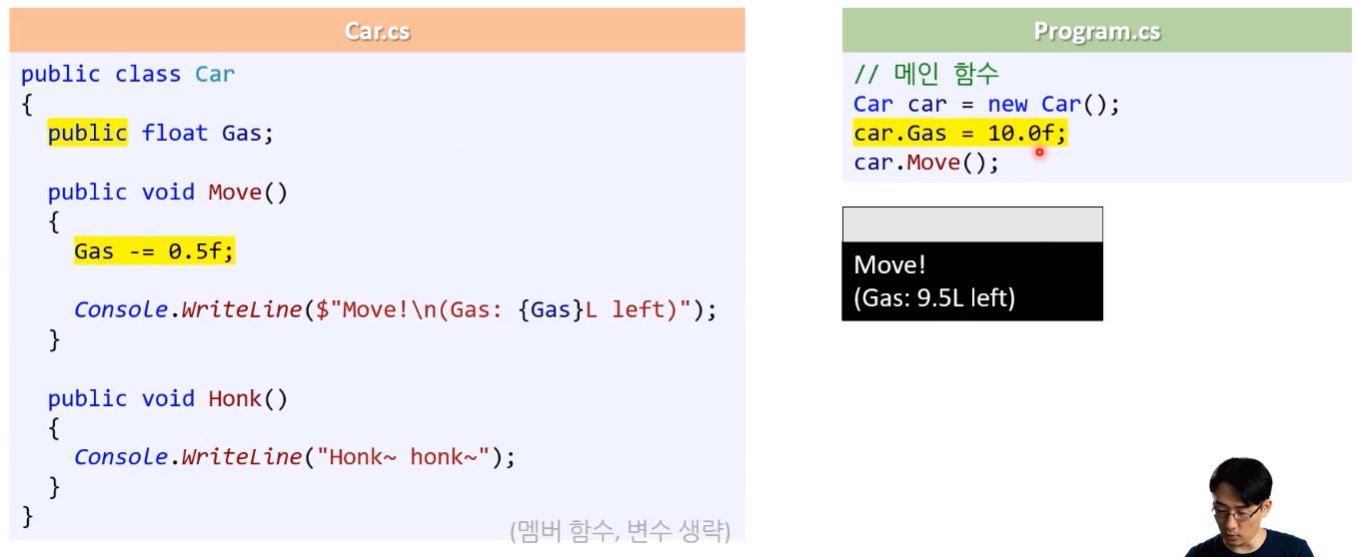 Car.cs
public class Car
{
public float Gas;
public void Move()
{
Gas -= 0.5f;
Console.WriteLine($"Move!\n(Gas: {Gas}L left)");
}
public void Honk()
{
Console.WriteLine("Honk~ honk~");
}
}
(멤버 함수, 변수 생략)
Program.cs
// 메인 함수
Car car = new Car();
car.Gas = 10.0f;
car.Move();
Move!
(Gas: 9.5L left)